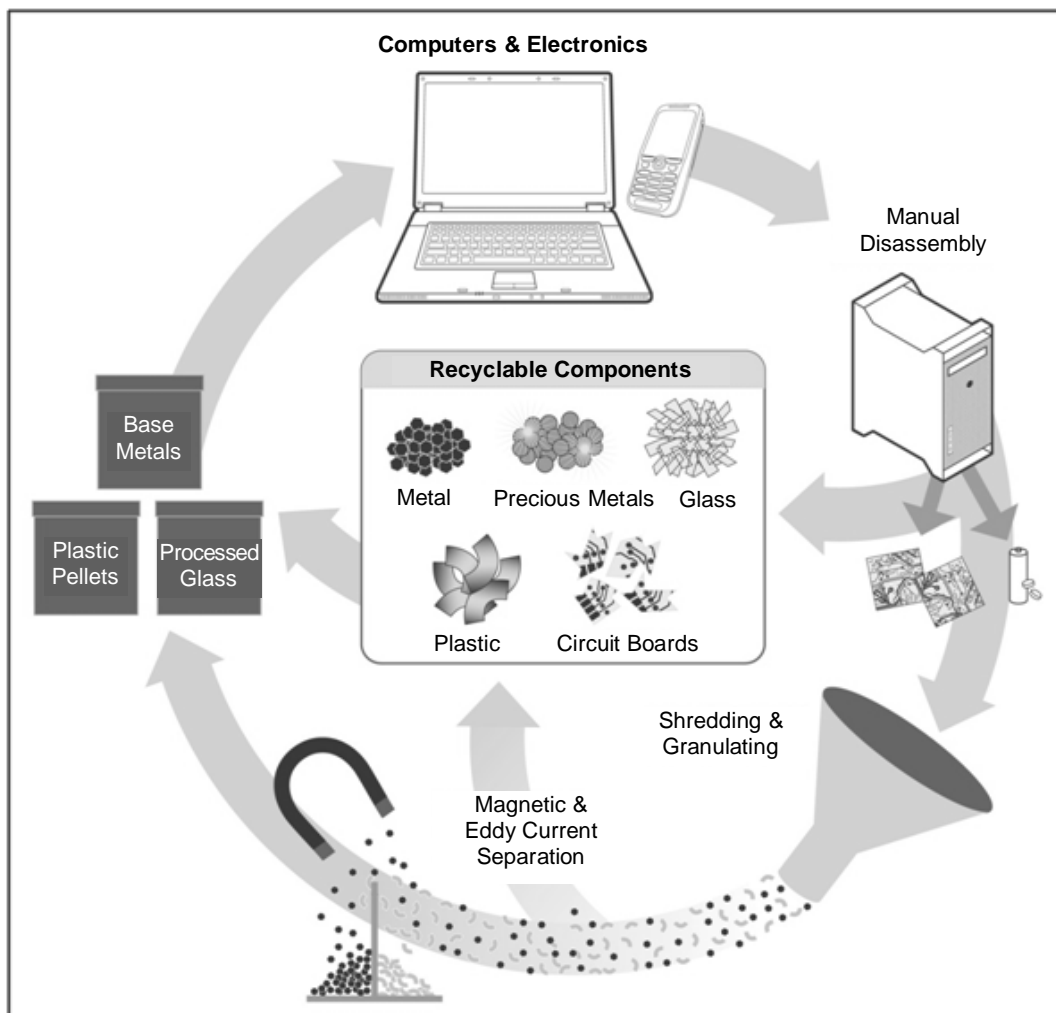 Computers & Electronics
Manual
Disassembly
Recyclable Components
Metal
Precious Metals
Glass
Plastic
Circuit Boards
Base
Metals
Plastic
Pellets
Processed
Glass
Shredding &
Granulating
Magnetic &
Eddy Current
Separation